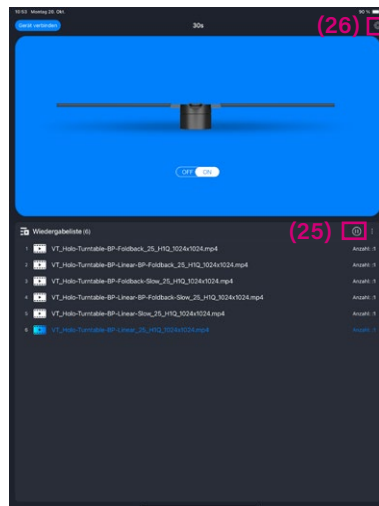 10:53 Montag 28. Okt.
90 %
Gerät verbinden
30s
(26)
OFF ON
Wiedergabeliste (6)
(25)
1 VT_Holo-Turntable-BP-Foldback_25_H1Q_1024x1024.mp4 Anzahl: :1
2 VT_Holo-Turntable-BP-Linear-BP-Foldback_25_H1Q_1024x1024.mp4 Anzahl: :1
3 VT_Holo-Turntable-BP-Foldback-Slow_25_H1Q_1024x1024.mp4 Anzahl: :1
4 VT_Holo-Turntable-BP-Linear-BP-Foldback-Slow_25_H1Q_1024x1024.mp4 Anzahl: :1
5 VT_Holo-Turntable-BP-Linear-Slow_25_H1Q_1024x1024.mp4 Anzahl: :1
6 VT_Holo-Turntable-BP-Linear_25_H1Q_1024x1024.mp4 Anzahl: :1